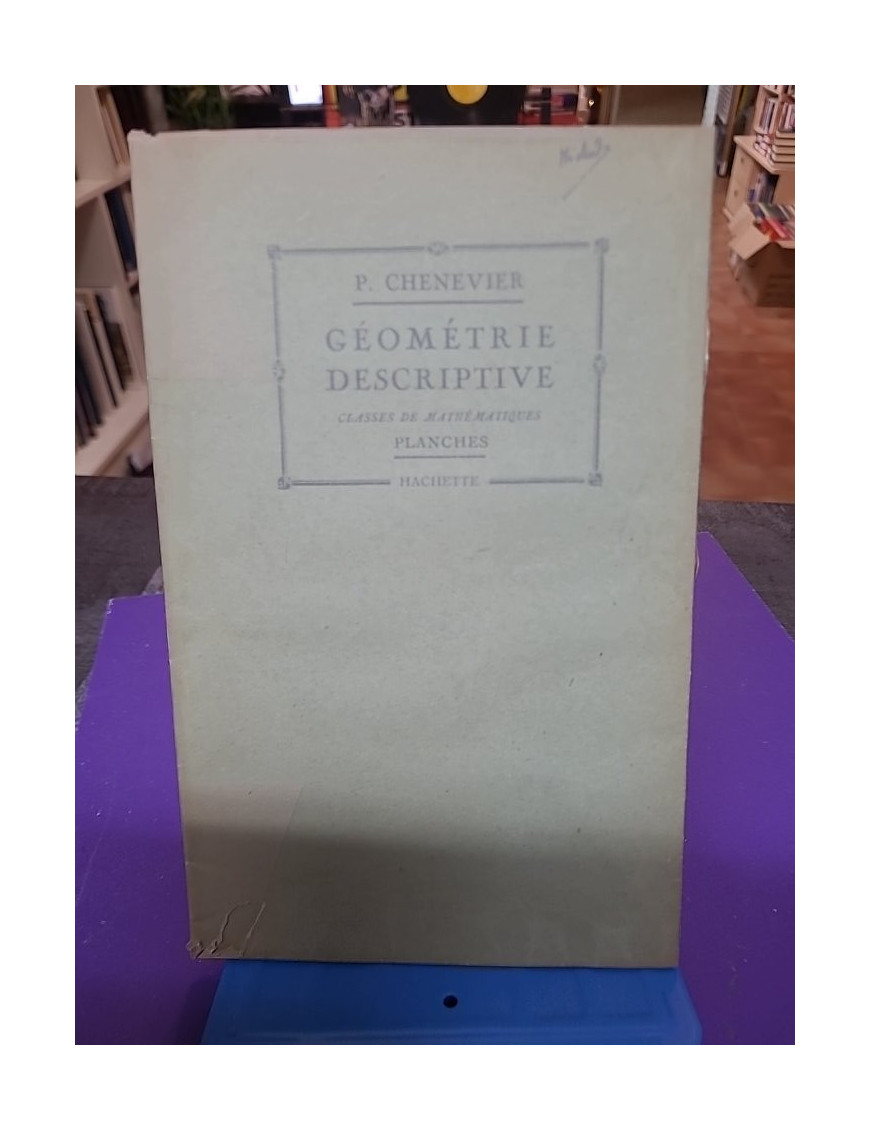 P. CHENEVIER
GÉOMÉTRIE
DESCRIPTIVE
CLASSES DE MATHÉMATIQUES
PLANCHES
HACHETTE